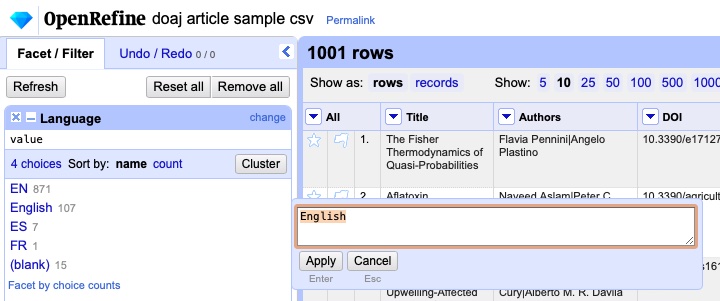 OpenRefine doaj article sample csv Permalink
Facet / Filter Undo / Redo 0 / 0
Refresh Reset all Remove all
Language change
value
4 choices Sort by: name count Cluster
EN 871
English 107
ES 7
FR 1
(blank) 15
Facet by choice counts
1001 rows
Show as: rows records Show: 5 10 25 50 100 500 1000
All Title Authors DOI
1. The Fisher Thermodynamics of Quasi-Probabilities Flavia Pennini|Angelo Plastino 10.3390/e17127
2. Aflatoxin Naveed Aslam|Peter C. 10.3390/agricult
English
Apply Cancel
Enter Esc
s161
Upwelling-Affected Cury|Alberto M. R. Davila